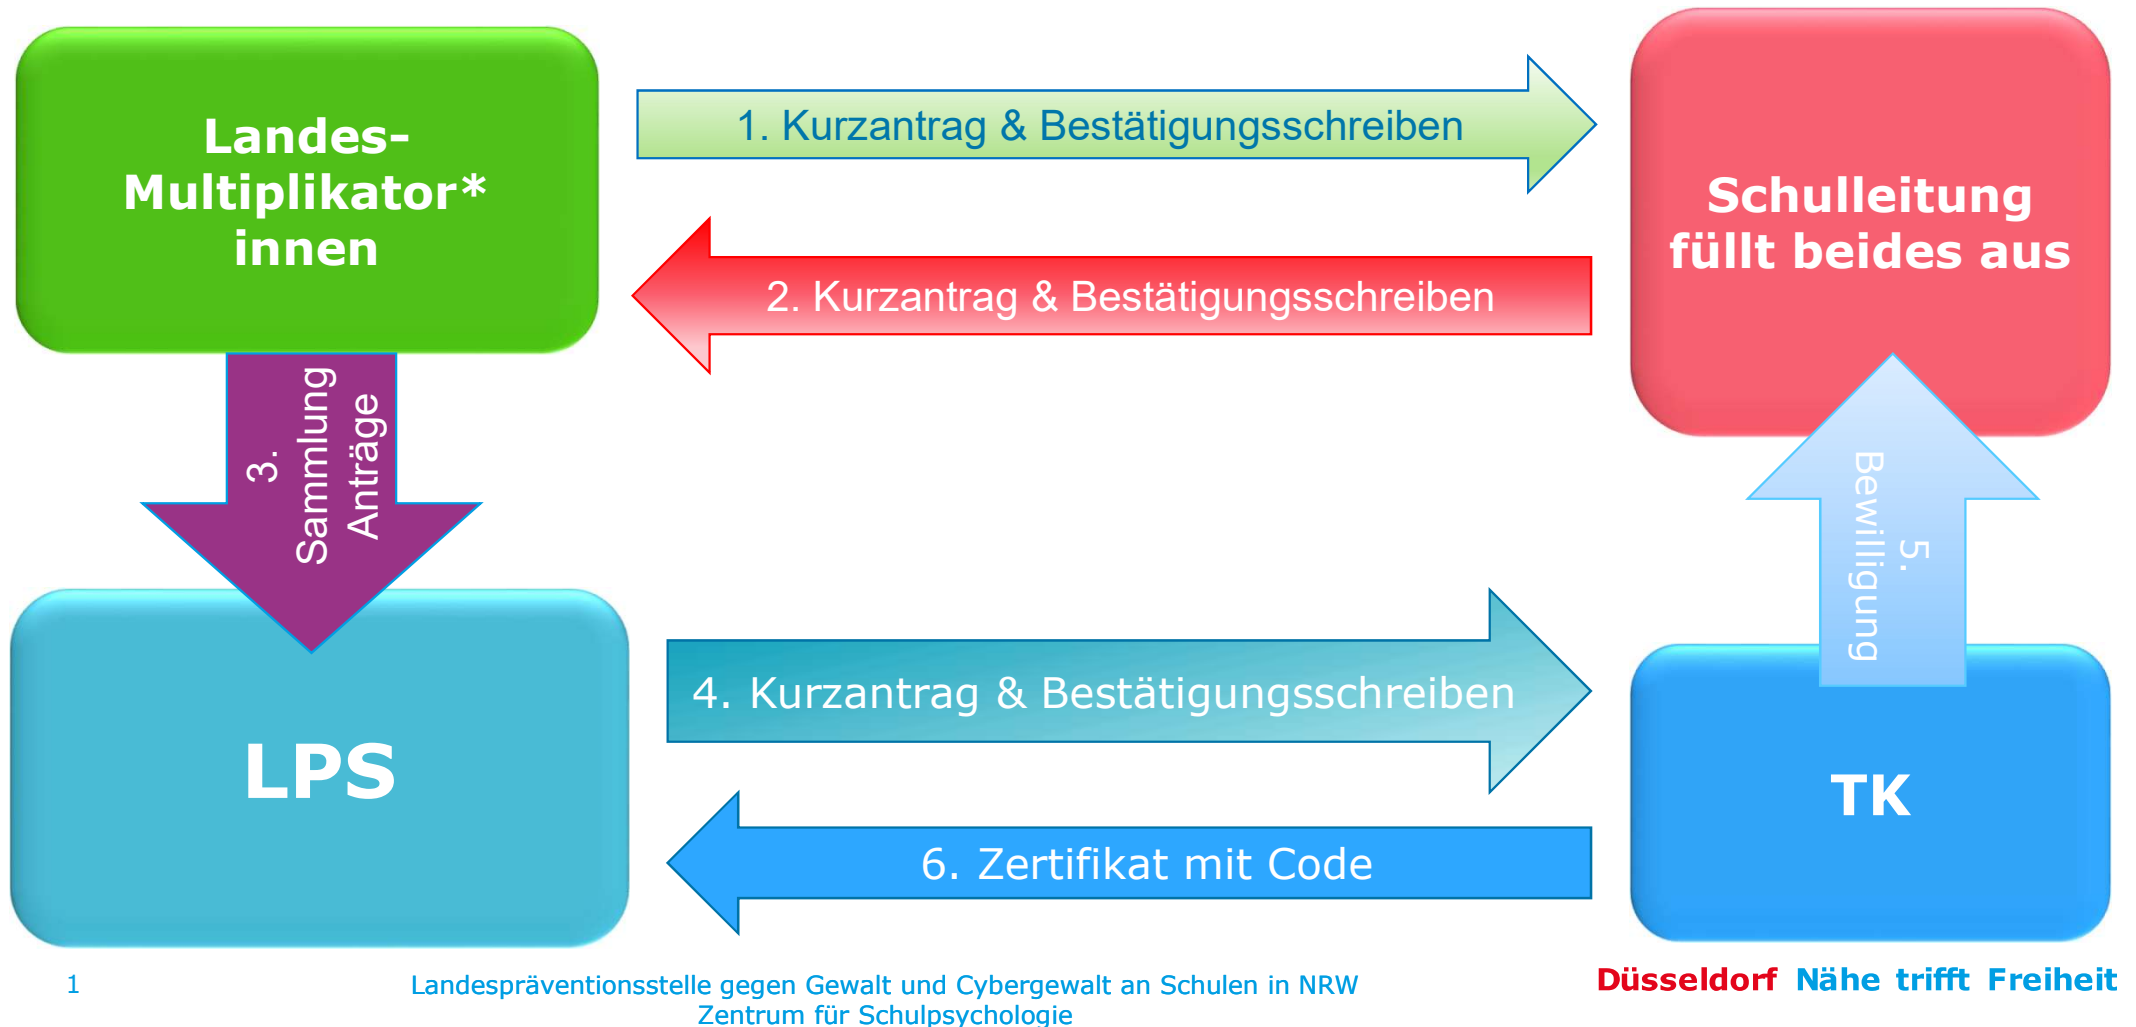 Landes-
Multiplikator*
innen
1. Kurzantrag & Bestätigungsschreiben
2. Kurzantrag & Bestätigungsschreiben
Schulleitung
füllt beides aus
3.
Sammlung
Anträge
5.
Bewilligung
LPS
4. Kurzantrag & Bestätigungsschreiben
6. Zertifikat mit Code
TK
1
Landespräventionsstelle gegen Gewalt und Cybergewalt an Schulen in NRW
Zentrum für Schulpsychologie
Düsseldorf Nähe trifft Freiheit